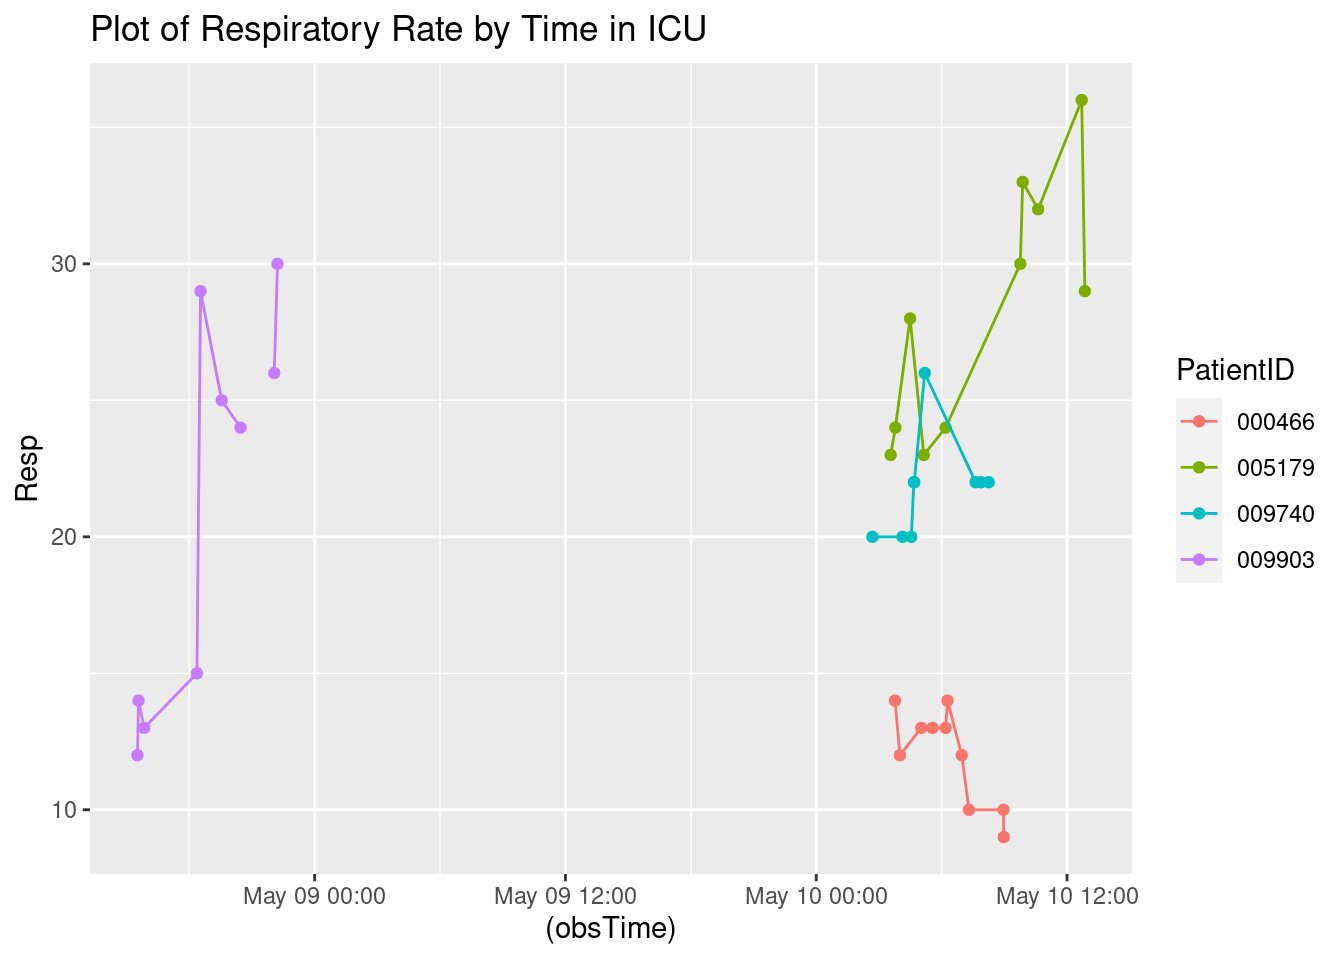 Plot of Respiratory Rate by Time in ICU
Resp
30
20
10
May 09 00:00
May 09 12:00
May 10 00:00
May 10 12:00
(obsTime)
PatientID
000466
005179
009740
009903